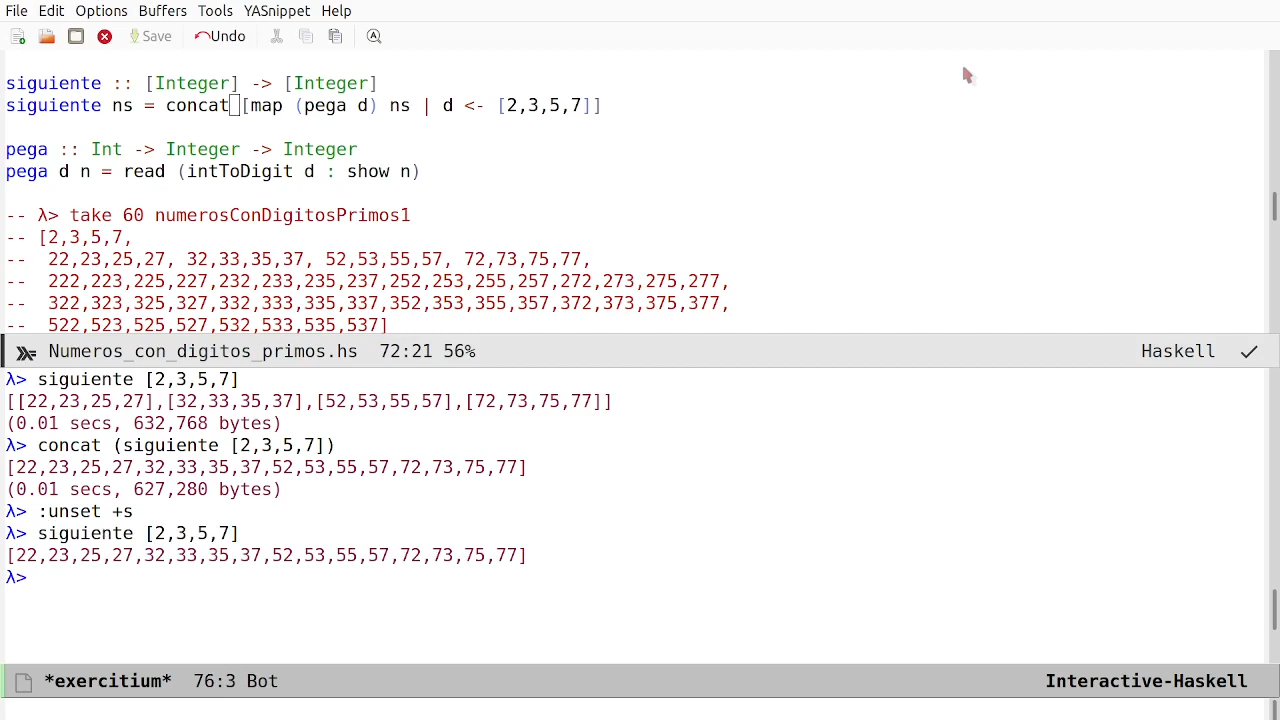 File Edit Options Buffers Tools YASnippet Help
Save Undo
siguiente :: [Integer] -> [Integer]
siguiente ns = concat [map (pega d) ns | d <- [2,3,5,7]]
pega :: Int -> Integer -> Integer
pega d n = read (intToDigit d : show n)
-- λ> take 60 numerosConDigitosPrimos1
-- [2,3,5,7,
--  22,23,25,27, 32,33,35,37, 52,53,55,57, 72,73,75,77,
--  222,223,225,227,232,233,235,237,252,253,255,257,272,273,275,277,
--  322,323,325,327,332,333,335,337,352,353,355,357,372,373,375,377,
--  522,523,525,527,532,533,535,537]
Numeros_con_digitos_primos.hs 72:21 56% Haskell
λ> siguiente [2,3,5,7]
[[22,23,25,27],[32,33,35,37],[52,53,55,57],[72,73,75,77]]
(0.01 secs, 632,768 bytes)
λ> concat (siguiente [2,3,5,7])
[22,23,25,27,32,33,35,37,52,53,55,57,72,73,75,77]
(0.01 secs, 627,280 bytes)
λ> :unset +s
λ> siguiente [2,3,5,7]
[22,23,25,27,32,33,35,37,52,53,55,57,72,73,75,77]
λ>
*exercitium* 76:3 Bot Interactive-Haskell